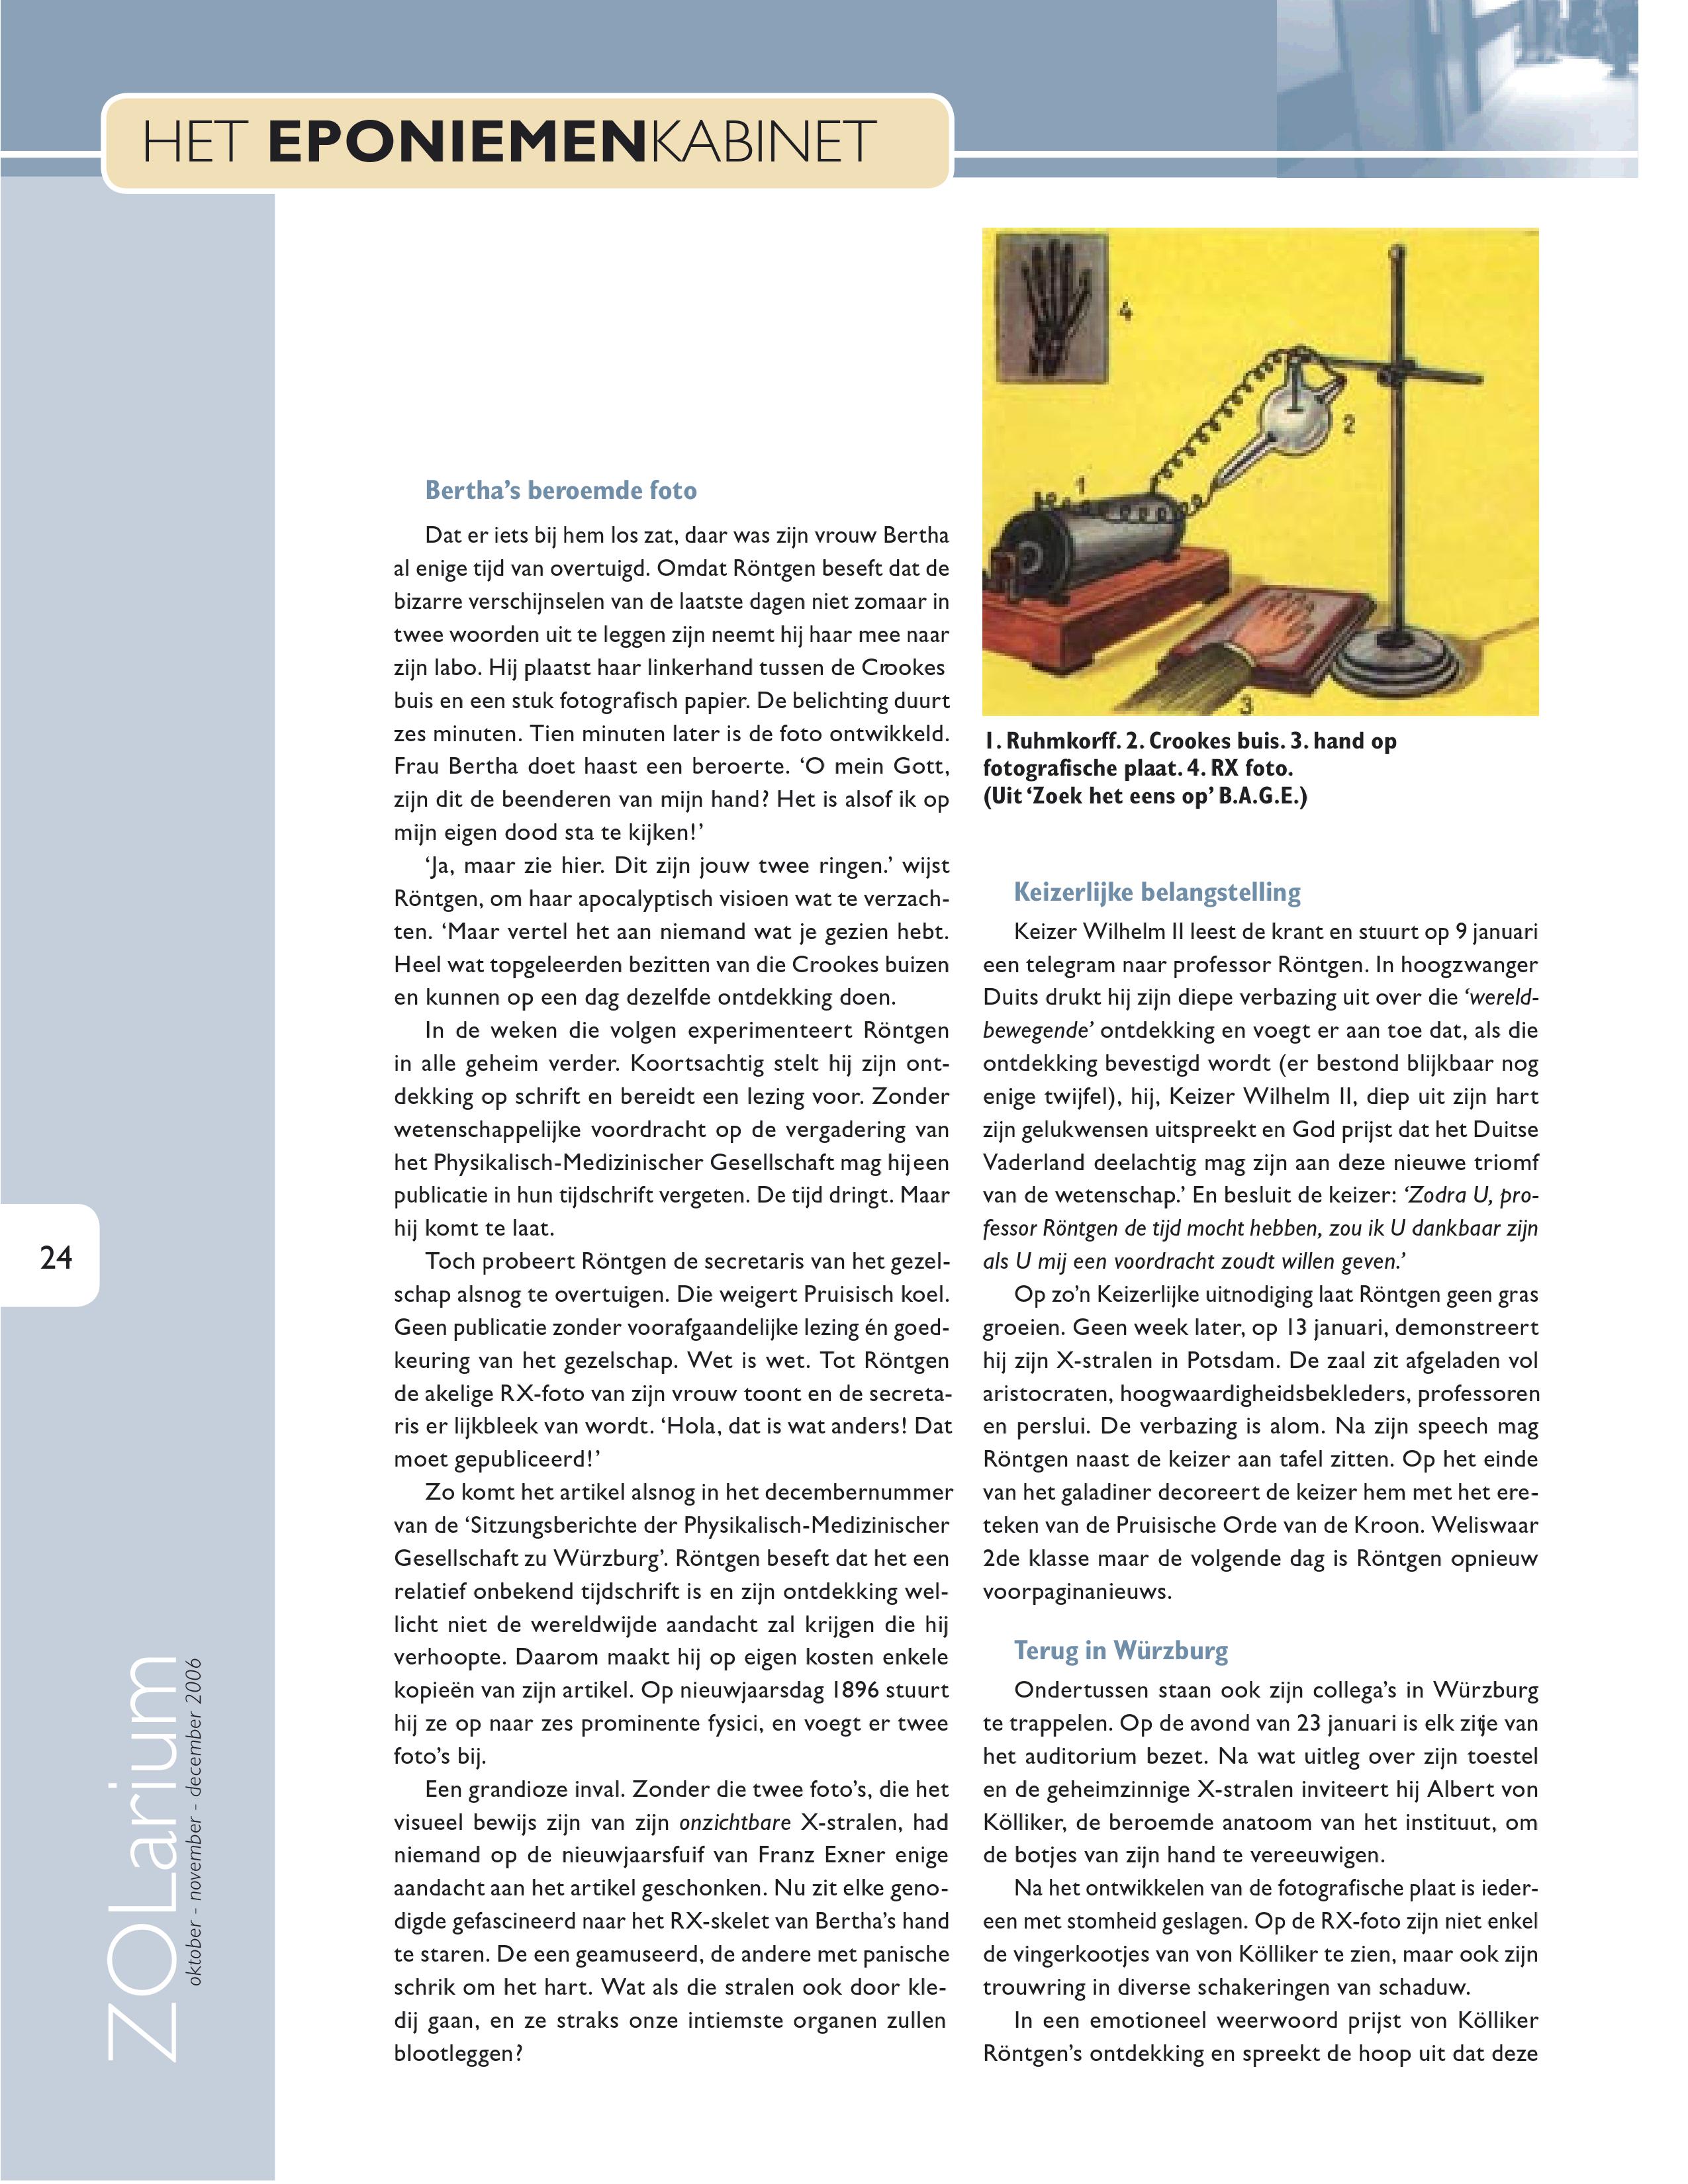 HET EPONIEMENKABINET
Bertha’s beroemde foto
Dat er iets bij hem los zat, daar was zijn vrouw Bertha
al enige tijd van overtuigd. Omdat Röntgen beseft dat de
bizarre verschijnselen van de laatste dagen niet zomaar in
twee woorden uit te leggen zijn neemt hij haar mee naar
zijn labo. Hij plaatst haar linkerhand tussen de Crookes
buis en een stuk fotografisch papier. De belichting duurt
zes minuten. Tien minuten later is de foto ontwikkeld.
Frau Bertha doet haast een beroerte. ‘O mein Gott,
zijn dit de beenderen van mijn hand? Het is alsof ik op
mijn eigen dood sta te kijken!’
‘Ja, maar zie hier. Dit zijn jouw twee ringen.’ wijst
Röntgen, om haar apocalyptisch visioen wat te verzach-
ten. ‘Maar vertel het aan niemand wat je gezien hebt.
Heel wat topgeleerden bezitten van die Crookes buizen
en kunnen op een dag dezelfde ontdekking doen.
In de weken die volgen experimenteert Röntgen
in alle geheim verder. Koortsachtig stelt hij zijn ont-
dekking op schrift en bereidt een lezing voor. Zonder
wetenschappelijke voordracht op de vergadering van
het Physikalisch-Medizinischer Gesellschaft mag hij een
publicatie in hun tijdschrift vergeten. De tijd dringt. Maar
hij komt te laat.
Toch probeert Röntgen de secretaris van het gezel-
schap alsnog te overtuigen. Die weigert Pruisisch koel.
Geen publicatie zonder voorafgaandelijke lezing én goed-
keuring van het gezelschap. Wet is wet. Tot Röntgen
de akelige RX-foto van zijn vrouw toont en de secreta-
ris er lijkbleek van wordt. ‘Hola, dat is wat anders! Dat
moet gepubliceerd!’
Zo komt het artikel alsnog in het decembernummer
van de ‘Sitzungsberichte der Physikalisch-Medizinischer
Gesellschaft zu Würzburg’. Röntgen beseft dat het een
relatief onbekend tijdschrift is en zijn ontdekking wel-
licht niet de wereldwijde aandacht zal krijgen die hij
verhoopte. Daarom maakt hij op eigen kosten enkele
kopieën van zijn artikel. Op nieuwjaarsdag 1896 stuurt
hij ze op naar zes prominente fysici, en voegt er twee
foto’s bij.
Een grandioze inval. Zonder die twee foto’s, die het
visueel bewijs zijn van zijn onzichtbare X-stralen, had
niemand op de nieuwjaarsfuif van Franz Exner enige
aandacht aan het artikel geschonken. Nu zit elke geno-
digde gefascineerd naar het RX-skelet van Bertha’s hand
te staren. De een geamuseerd, de andere met panische
schrik om het hart. Wat als die stralen ook door kle-
dij gaan, en ze straks onze intiemste organen zullen
blootleggen?
4
2
1
3
1. Ruhmkorff. 2. Crookes buis. 3. hand op
fotografische plaat. 4. RX foto.
(Uit ‘Zoek het eens op’ B.A.G.E.)
Keizerlijke belangstelling
Keizer Wilhelm II leest de krant en stuurt op 9 januari
een telegram naar professor Röntgen. In hoogzwanger
Duits drukt hij zijn diepe verbazing uit over die ‘wereld-
bewegende’ ontdekking en voegt er aan toe dat, als die
ontdekking bevestigd wordt (er bestond blijkbaar nog
enige twijfel), hij, Keizer Wilhelm II, diep uit zijn hart
zijn gelukwensen uitspreekt en God prijst dat het Duitse
Vaderland deelachtig mag zijn aan deze nieuwe triomf
van de wetenschap.’ En besluit de keizer: ‘Zodra U, pro-
fessor Röntgen de tijd mocht hebben, zou ik U dankbaar zijn
als U mij een voordracht zoudt willen geven.’
Op zo’n Keizerlijke uitnodiging laat Röntgen geen gras
groeien. Geen week later, op 13 januari, demonstreert
hij zijn X-stralen in Potsdam. De zaal zit afgeladen vol
aristocraten, hoogwaardigheidsbekleders, professoren
en perslui. De verbazing is alom. Na zijn speech mag
Röntgen naast de keizer aan tafel zitten. Op het einde
van het galadiner decoreert de keizer hem met het ere-
teken van de Pruisische Orde van de Kroon. Weliswaar
2de klasse maar de volgende dag is Röntgen opnieuw
voorpaginanieuws.
Terug in Würzburg
Ondertussen staan ook zijn collega’s in Würzburg
te trappelen. Op de avond van 23 januari is elk zitje van
het auditorium bezet. Na wat uitleg over zijn toestel
en de geheimzinnige X-stralen inviteert hij Albert von
Kölliker, de beroemde anatoom van het instituut, om
de botjes van zijn hand te vereeuwigen.
Na het ontwikkelen van de fotografische plaat is ieder-
een met stomheid geslagen. Op de RX-foto zijn niet enkel
de vingerkootjes van von Kölliker te zien, maar ook zijn
trouwring in diverse schakeringen van schaduw.
In een emotioneel weerwoord prijst von Kölliker
Röntgen’s ontdekking en spreekt de hoop uit dat deze
24
ZOLarium
oktober - november - december 2006